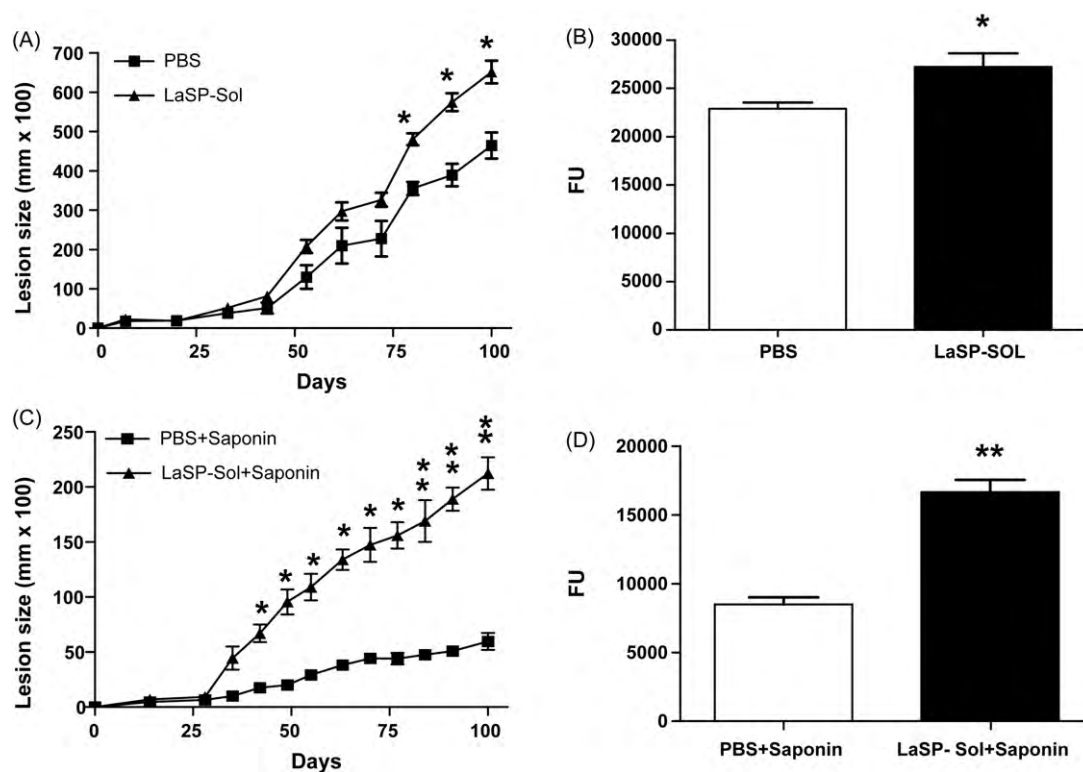 (A)
PBS
LaSP-Sol
Lesion size (mm x 100)
700
600
500
400
300
200
100
0
* * *
0 25 50 75 100
Days
(B)
*
FU
30000
25000
20000
15000
10000
5000
0
PBS LaSP-SOL
(C)
PBS+Saponin
LaSP-Sol+Saponin
Lesion size (mm x 100)
250
200
150
100
50
0
* * * * * * ** ** **
0 25 50 75 100
Days
(D)
**
FU
20000
15000
10000
5000
0
PBS+Saponin LaSP- Sol+Saponin